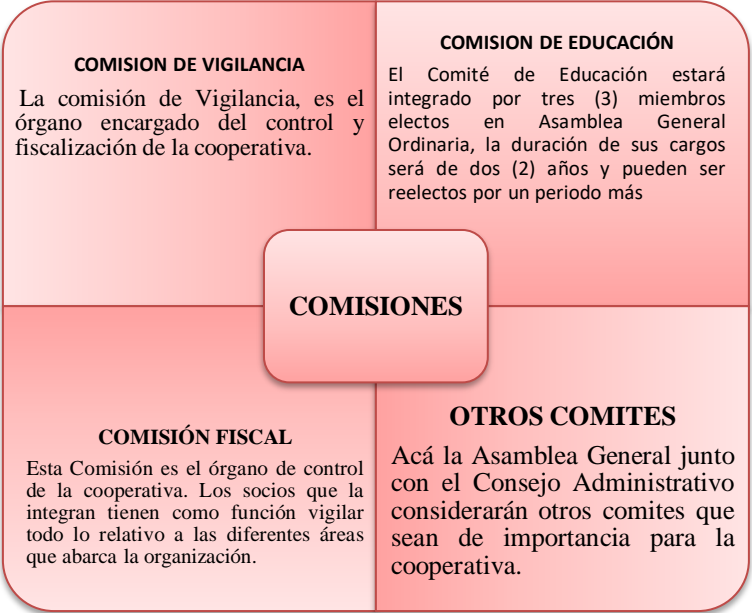 COMISION DE VIGILANCIA
La comisión de Vigilancia, es el
órgano encargado del control y
fiscalización de la cooperativa.
COMISION DE EDUCACIÓN
El Comité de Educación estará
integrado por tres (3) miembros
electos en Asamblea General
Ordinaria, la duración de sus cargos
será de dos (2) años y pueden ser
reelectos por un periodo más
COMISIONES
COMISIÓN FISCAL
Esta Comisión es el órgano de control
de la cooperativa. Los socios que la
integran tienen como función vigilar
todo lo relativo a las diferentes áreas
que abarca la organización.
OTROS COMITES
Acá la Asamblea General junto
con el Consejo Administrativo
considerarán otros comites que
sean de importancia para la
cooperativa.